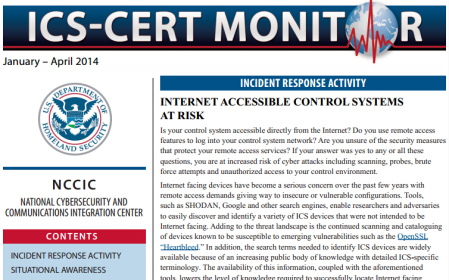 ICS-CERT MONITOR
January – April 2014
U.S. DEPARTMENT OF
HOMELAND SECURITY
NCCIC
NATIONAL CYBERSECURITY AND
COMMUNICATIONS INTEGRATION CENTER
CONTENTS
INCIDENT RESPONSE ACTIVITY
SITUATIONAL AWARENESS
INCIDENT RESPONSE ACTIVITY
INTERNET ACCESSIBLE CONTROL SYSTEMS
AT RISK
Is your control system accessible directly from the Internet? Do you use remote access
features to log into your control system network? Are you unsure of the security measures
that protect your remote access services? If your answer was yes to any or all these
questions, you are at increased risk of cyber attacks including scanning, probes, brute
force attempts and unauthorized access to your control environment.
Internet facing devices have become a serious concern over the past few years with
remote access demands giving way to insecure or vulnerable configurations. Tools,
such as SHODAN, Google and other search engines, enable researchers and adversaries
to easily discover and identify a variety of ICS devices that were not intended to be
Internet facing. Adding to the threat landscape is the continued scanning and cataloguing
of devices known to be susceptible to emerging vulnerabilities such as the OpenSSL
"Heartbleed." In addition, the search terms needed to identify ICS devices are widely
available because of an increasing public body of knowledge with detailed ICS-specific
terminology. The availability of this information, coupled with the aforementioned
tools, lowers the level of knowledge required to successfully locate Internet facing